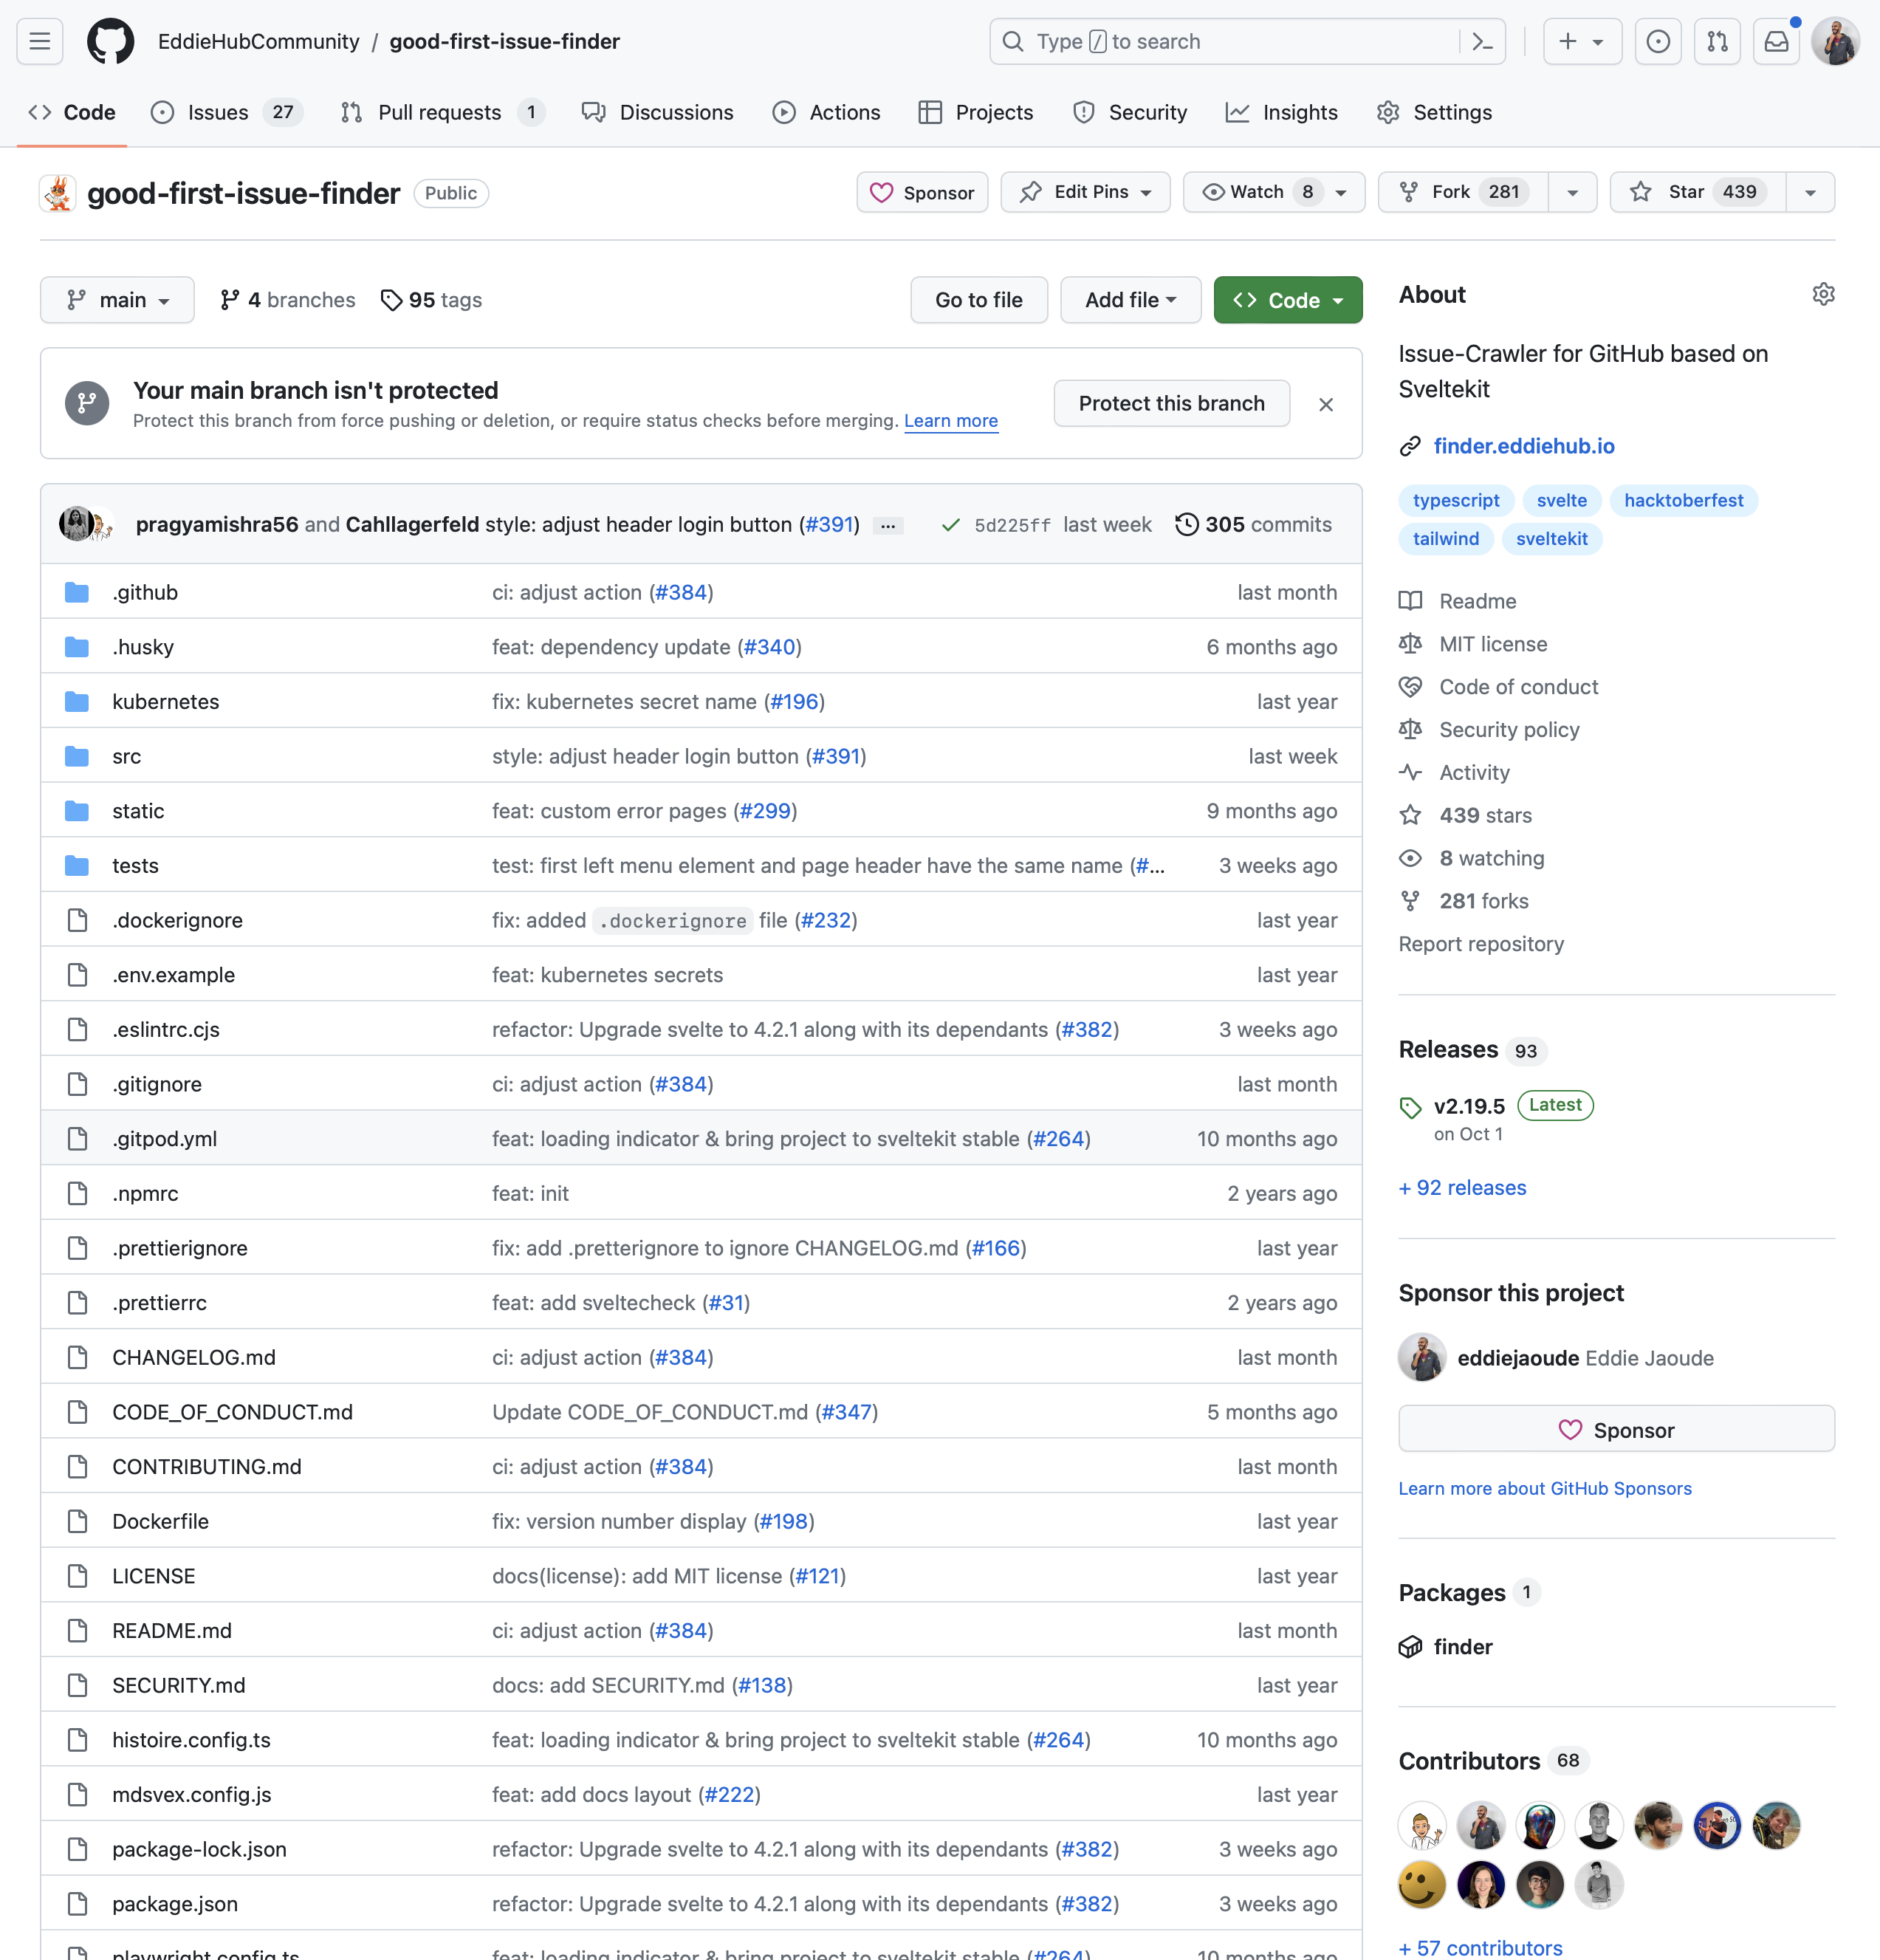 EddieHubCommunity / good-first-issue-finder
Type / to search
Code Issues 27 Pull requests 1 Discussions Actions Projects Security Insights Settings
good-first-issue-finder Public
Sponsor Edit Pins Watch 8 Fork 281 Star 439
main 4 branches 95 tags
Go to file Add file Code
Your main branch isn't protected
Protect this branch from force pushing or deletion, or require status checks before merging. Learn more
Protect this branch
pragyamishra56 and Cahllagerfeld style: adjust header login button (#391) ... 5d225ff last week 305 commits
.github ci: adjust action (#384) last month
.husky feat: dependency update (#340) 6 months ago
kubernetes fix: kubernetes secret name (#196) last year
src style: adjust header login button (#391) last week
static feat: custom error pages (#299) 9 months ago
tests test: first left menu element and page header have the same name (#... 3 weeks ago
.dockerignore fix: added .dockerignore file (#232) last year
.env.example feat: kubernetes secrets last year
.eslintrc.cjs refactor: Upgrade svelte to 4.2.1 along with its dependants (#382) 3 weeks ago
.gitignore ci: adjust action (#384) last month
.gitpod.yml feat: loading indicator & bring project to sveltekit stable (#264) 10 months ago
.npmrc feat: init 2 years ago
.prettierignore fix: add .pretterignore to ignore CHANGELOG.md (#166) last year
.prettierrc feat: add sveltecheck (#31) 2 years ago
CHANGELOG.md ci: adjust action (#384) last month
CODE_OF_CONDUCT.md Update CODE_OF_CONDUCT.md (#347) 5 months ago
CONTRIBUTING.md ci: adjust action (#384) last month
Dockerfile fix: version number display (#198) last year
LICENSE docs(license): add MIT license (#121) last year
README.md ci: adjust action (#384) last month
SECURITY.md docs: add SECURITY.md (#138) last year
histoire.config.ts feat: loading indicator & bring project to sveltekit stable (#264) 10 months ago
mdsvex.config.js feat: add docs layout (#222) last year
package-lock.json refactor: Upgrade svelte to 4.2.1 along with its dependants (#382) 3 weeks ago
package.json refactor: Upgrade svelte to 4.2.1 along with its dependants (#382) 3 weeks ago
playwright.config.ts feat: loading indicator & bring project to sveltekit stable (#264) 10 months ago
About
Issue-Crawler for GitHub based on
Sveltekit
finder.eddiehub.io
typescript svelte hacktoberfest
tailwind sveltekit
Readme
MIT license
Code of conduct
Security policy
Activity
439 stars
8 watching
281 forks
Report repository
Releases 93
v2.19.5 Latest
on Oct 1
+ 92 releases
Sponsor this project
eddiejaoude Eddie Jaoude
Sponsor
Learn more about GitHub Sponsors
Packages 1
finder
Contributors 68
+ 57 contributors